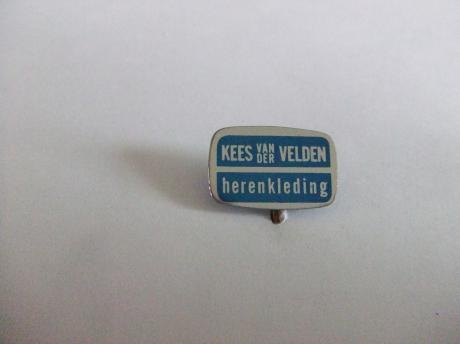 KEES VAN DER VELDEN
herenkleding